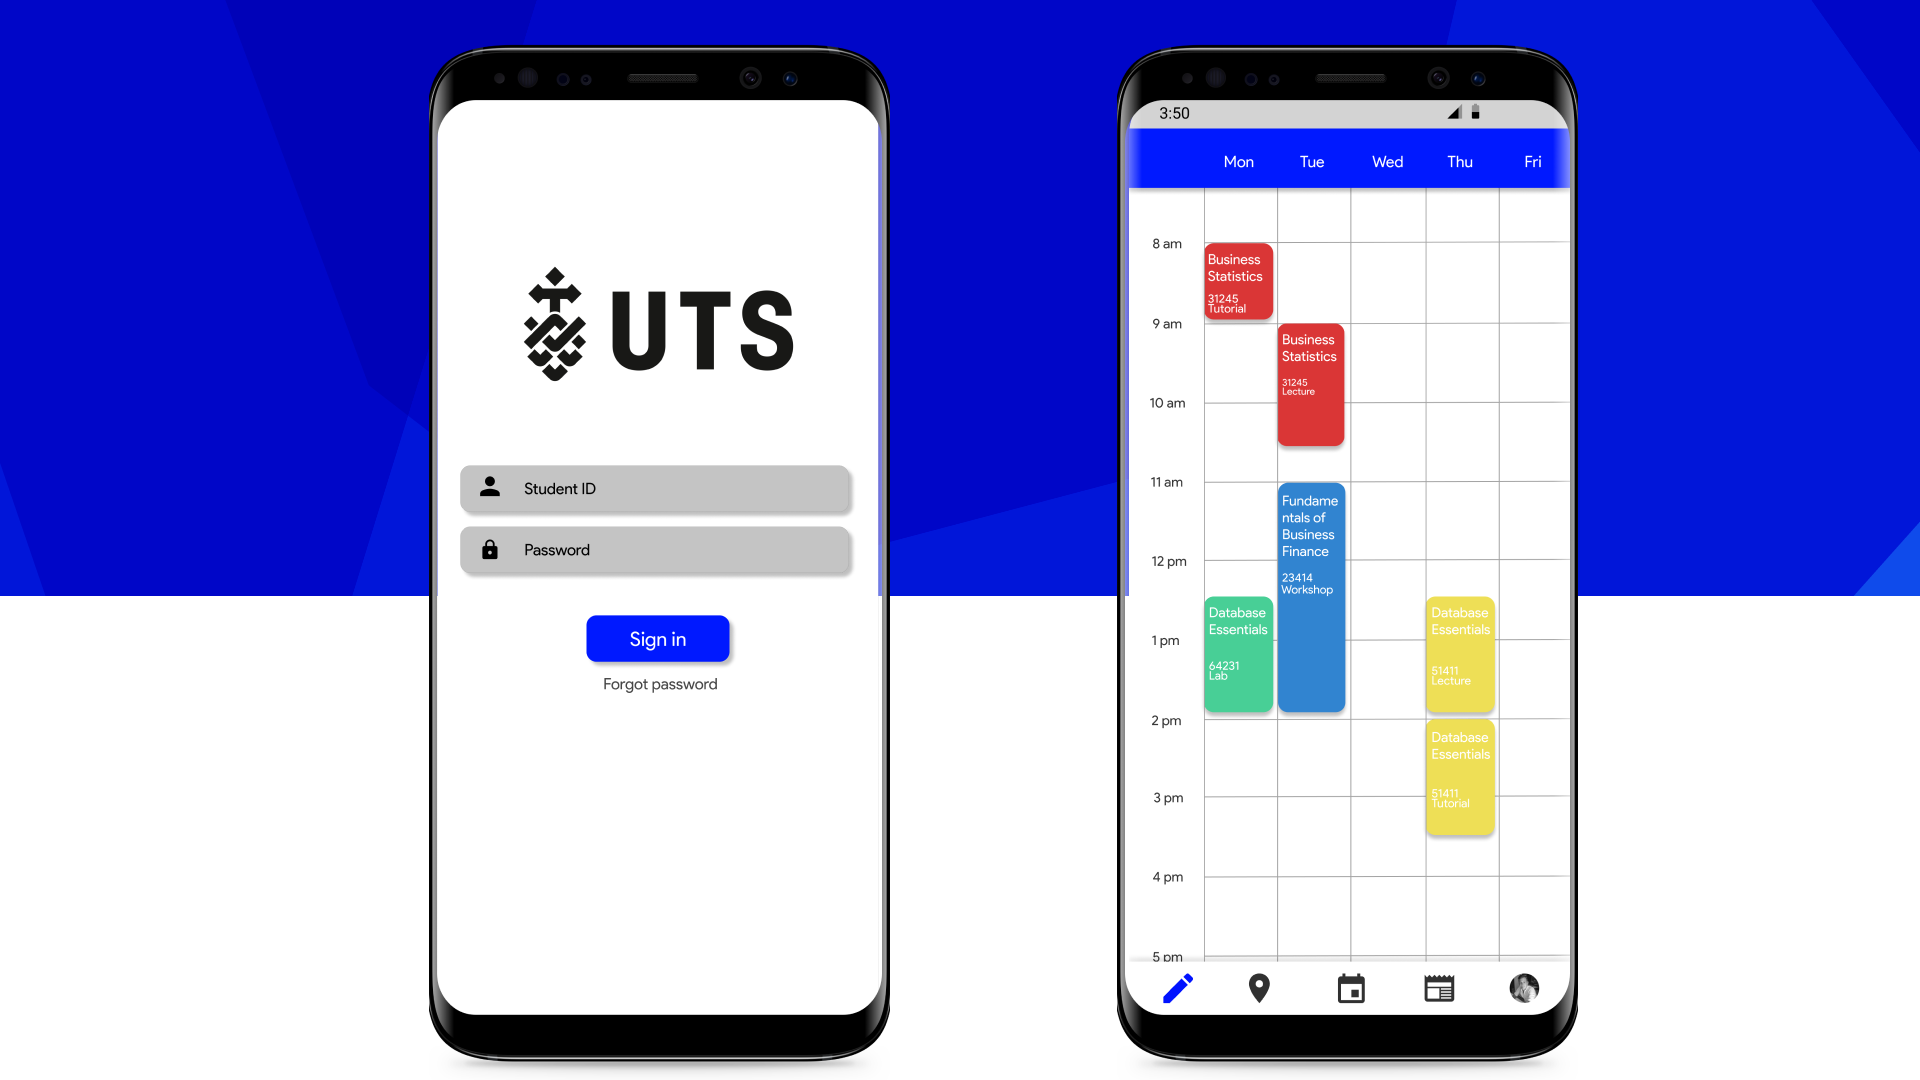 UTS
Student ID
Password
Sign in
Forgot password
3:50
Mon Tue Wed Thu Fri
8 am
Business
Statistics
31245
Tutorial
9 am
Business
Statistics
31245
Lecture
10 am
11 am
Fundame
ntals of
Business
Finance
23414
Workshop
12 pm
Database
Essentials
64231
Lab
Database
Essentials
51411
Lecture
1 pm
2 pm
Database
Essentials
51411
Tutorial
3 pm
4 pm
5 pm